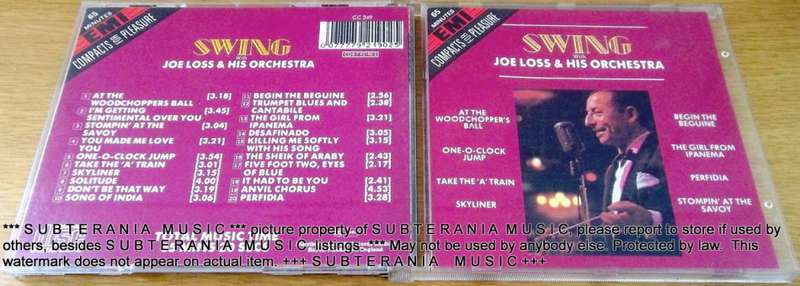 65
MINUTES
EMI
COMPACTS for PLEASURE
CC 249
SWING
with
JOE LOSS & HIS ORCHESTRA
1 AT THE WOODCHOPPERS BALL [3.18]
2 I'M GETTING SENTIMENTAL OVER YOU [3.45]
3 STOMPIN' AT THE SAVOY [3.04]
4 YOU MADE ME LOVE YOU [3.21]
5 ONE-O-CLOCK JUMP [3.54]
6 TAKE THE 'A' TRAIN [3.01]
7 SKYLINER [3.15]
8 SOLITUDE [4.00]
9 DON'T BE THAT WAY [3.19]
10 SONG OF INDIA [3.06]
11 BEGIN THE BEGUINE [2.56]
12 TRUMPET BLUES AND CANTABILE [2.38]
13 THE GIRL FROM IPANEMA [3.21]
14 DESAFINADO [3.05]
15 KILLING ME SOFTLY WITH HIS SONG [3.15]
16 THE SHEIK OF ARABY [2.43]
17 FIVE FOOT TWO, EYES OF BLUE [2.17]
18 IT HAD TO BE YOU [2.41]
19 ANVIL CHORUS [4.53]
20 PERFIDIA [3.28]
TOTAL MUSIC TIME
65
MINUTES
EMI
COMPACTS for PLEASURE
SWING
with
JOE LOSS & HIS ORCHESTRA
AT THE
WOODCHOPPER'S
BALL
ONE-O-CLOCK
JUMP
TAKE THE 'A' TRAIN
SKYLINER
BEGIN THE
BEGUINE
THE GIRL FROM
IPANEMA
PERFIDIA
STOMPIN' AT THE
SAVOY
*** S U B T E R A N I A M U S I C *** picture property of S U B T E R A N I A M U S I C, please report to store if used by
others, besides S U B T E R A N I A M U S I C listings. *** May not be used by anybody else. Protected by law. This
watermark does not appear on actual item. +++ S U B T E R A N I A M U S I C +++